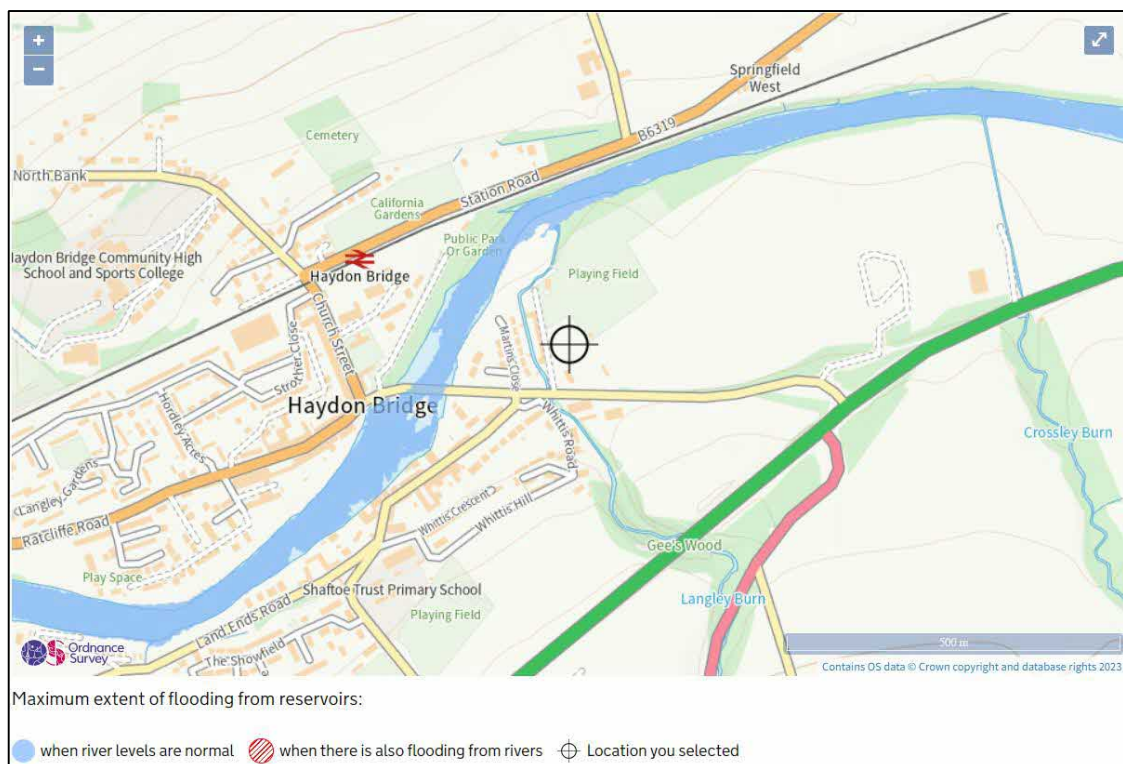 +
−
Springfield
West
B6319
Cemetery
North Bank
Station Road
California
Gardens
Public Park
Or Garden
Haydon Bridge Community High
School and Sports College
Haydon Bridge
Playing Field
Church Street
Strother Close
Martins Close
Haydon Bridge
Hordley Acres
Whittis Road
Crossley Burn
Langley Gardens
Whittis Crescent
Whittis Hill
Ratcliffe Road
Gee's Wood
Play Space
Shaftoe Trust Primary School
Langley Burn
Land Ends Road
Playing Field
Ordnance
Survey
The Showfield
500 m
Contains OS data © Crown copyright and database rights 2023
Maximum extent of flooding from reservoirs:
when river levels are normal when there is also flooding from rivers Location you selected